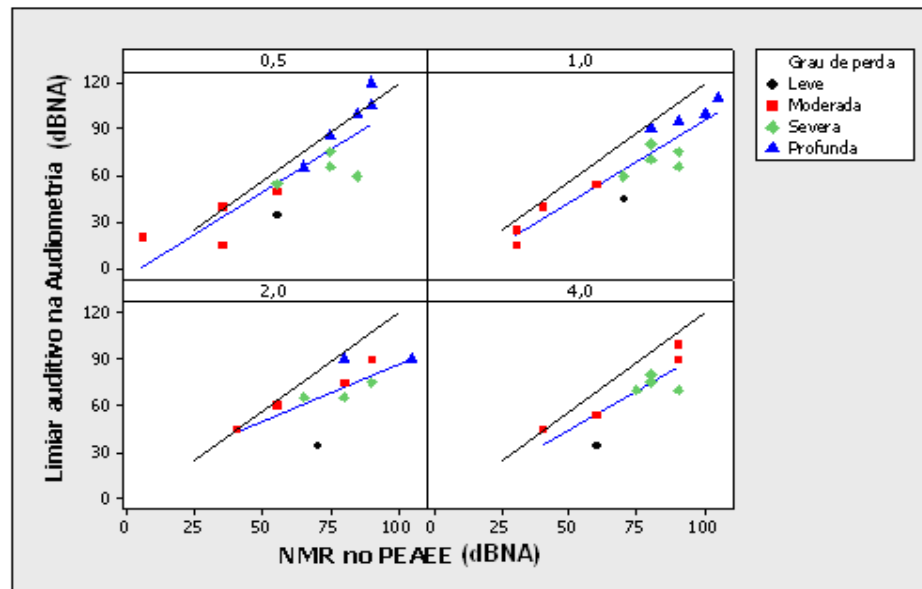 0,5
1,0
120
90
60
30
0
2,0
4,0
120
90
60
30
0
0 25 50 75 100 0 25 50 75 100
Limiar auditivo na Audiometria (dBNA)
NMR no PEAEE (dBNA)
Grau de perda
Leve
Moderada
Severa
Profunda